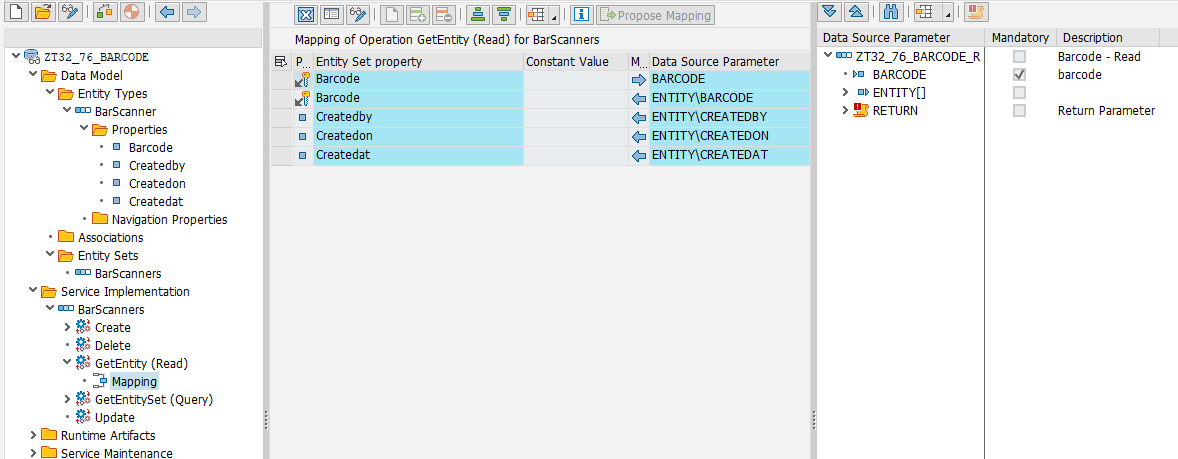 Propose Mapping
ZT32_76_BARCODE
Data Model
Entity Types
BarScanner
Properties
Barcode
Createdby
Createdon
Createdat
Navigation Properties
Associations
Entity Sets
BarScanners
Service Implementation
BarScanners
Create
Delete
GetEntity (Read)
Mapping
GetEntitySet (Query)
Update
Runtime Artifacts
Service Maintenance
Mapping of Operation GetEntity (Read) for BarScanners
P... Entity Set property Constant Value M... Data Source Parameter
Barcode BARCODE
Barcode ENTITY\BARCODE
Createdby ENTITY\CREATEDBY
Createdon ENTITY\CREATEDON
Createdat ENTITY\CREATEDAT
Data Source Parameter Mandatory Description
ZT32_76_BARCODE_R Barcode - Read
BARCODE barcode
ENTITY[]
RETURN Return Parameter